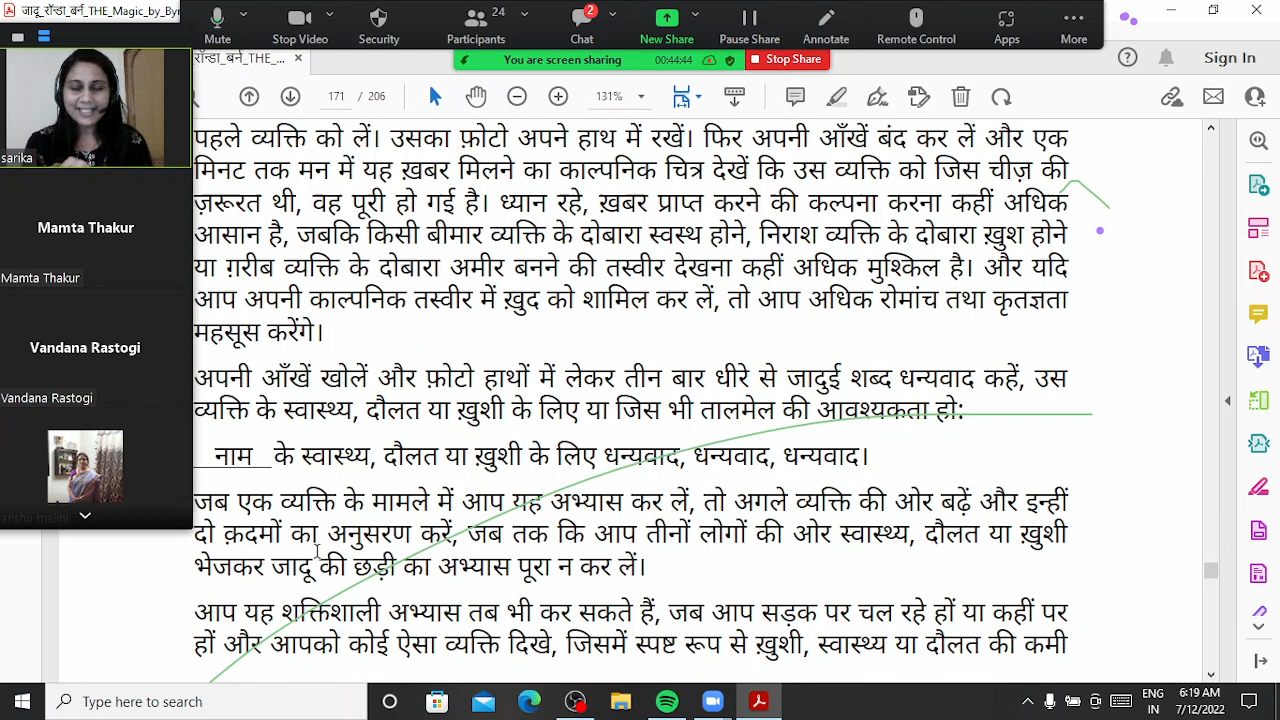 जादू_रॉन्डा_बर्न_THE_Magic_by_Byr
Mute
Stop Video
Security
24
Participants
2
Chat
New Share
Pause Share
Annotate
Remote Control
Apps
More
रॉन्डा_बर्न_THE_...
You are screen sharing
00:44:44
Stop Share
Sign In
171 / 206
131%
sarika
Mamta Thakur
Mamta Thakur
Vandana Rastogi
Vandana Rastogi
anshu malini
पहले व्यक्ति को लें। उसका फ़ोटो अपने हाथ में रखें। फिर अपनी आँखें बंद कर लें और एक
मिनट तक मन में यह ख़बर मिलने का काल्पनिक चित्र देखें कि उस व्यक्ति को जिस चीज़ की
ज़रूरत थी, वह पूरी हो गई है। ध्यान रहे, ख़बर प्राप्त करने की कल्पना करना कहीं अधिक
आसान है, जबकि किसी बीमार व्यक्ति के दोबारा स्वस्थ होने, निराश व्यक्ति के दोबारा ख़ुश होने
या ग़रीब व्यक्ति के दोबारा अमीर बनने की तस्वीर देखना कहीं अधिक मुश्किल है। और यदि
आप अपनी काल्पनिक तस्वीर में ख़ुद को शामिल कर लें, तो आप अधिक रोमांच तथा कृतज्ञता
महसूस करेंगे।
अपनी आँखें खोलें और फ़ोटो हाथों में लेकर तीन बार धीरे से जादुई शब्द धन्यवाद कहें, उस
व्यक्ति के स्वास्थ्य, दौलत या ख़ुशी के लिए या जिस भी तालमेल की आवश्यकता हो:
नाम के स्वास्थ्य, दौलत या ख़ुशी के लिए धन्यवाद, धन्यवाद, धन्यवाद।
जब एक व्यक्ति के मामले में आप यह अभ्यास कर लें, तो अगले व्यक्ति की ओर बढ़ें और इन्हीं
दो क़दमों का अनुसरण करें, जब तक कि आप तीनों लोगों की ओर स्वास्थ्य, दौलत या ख़ुशी
भेजकर जादू की छड़ी का अभ्यास पूरा न कर लें।
आप यह शक्तिशाली अभ्यास तब भी कर सकते हैं, जब आप सड़क पर चल रहे हों या कहीं पर
हों और आपको कोई ऐसा व्यक्ति दिखे, जिसमें स्पष्ट रूप से ख़ुशी, स्वास्थ्य या दौलत की कमी
Type here to search
ENG
IN
6:19 AM
7/12/2022